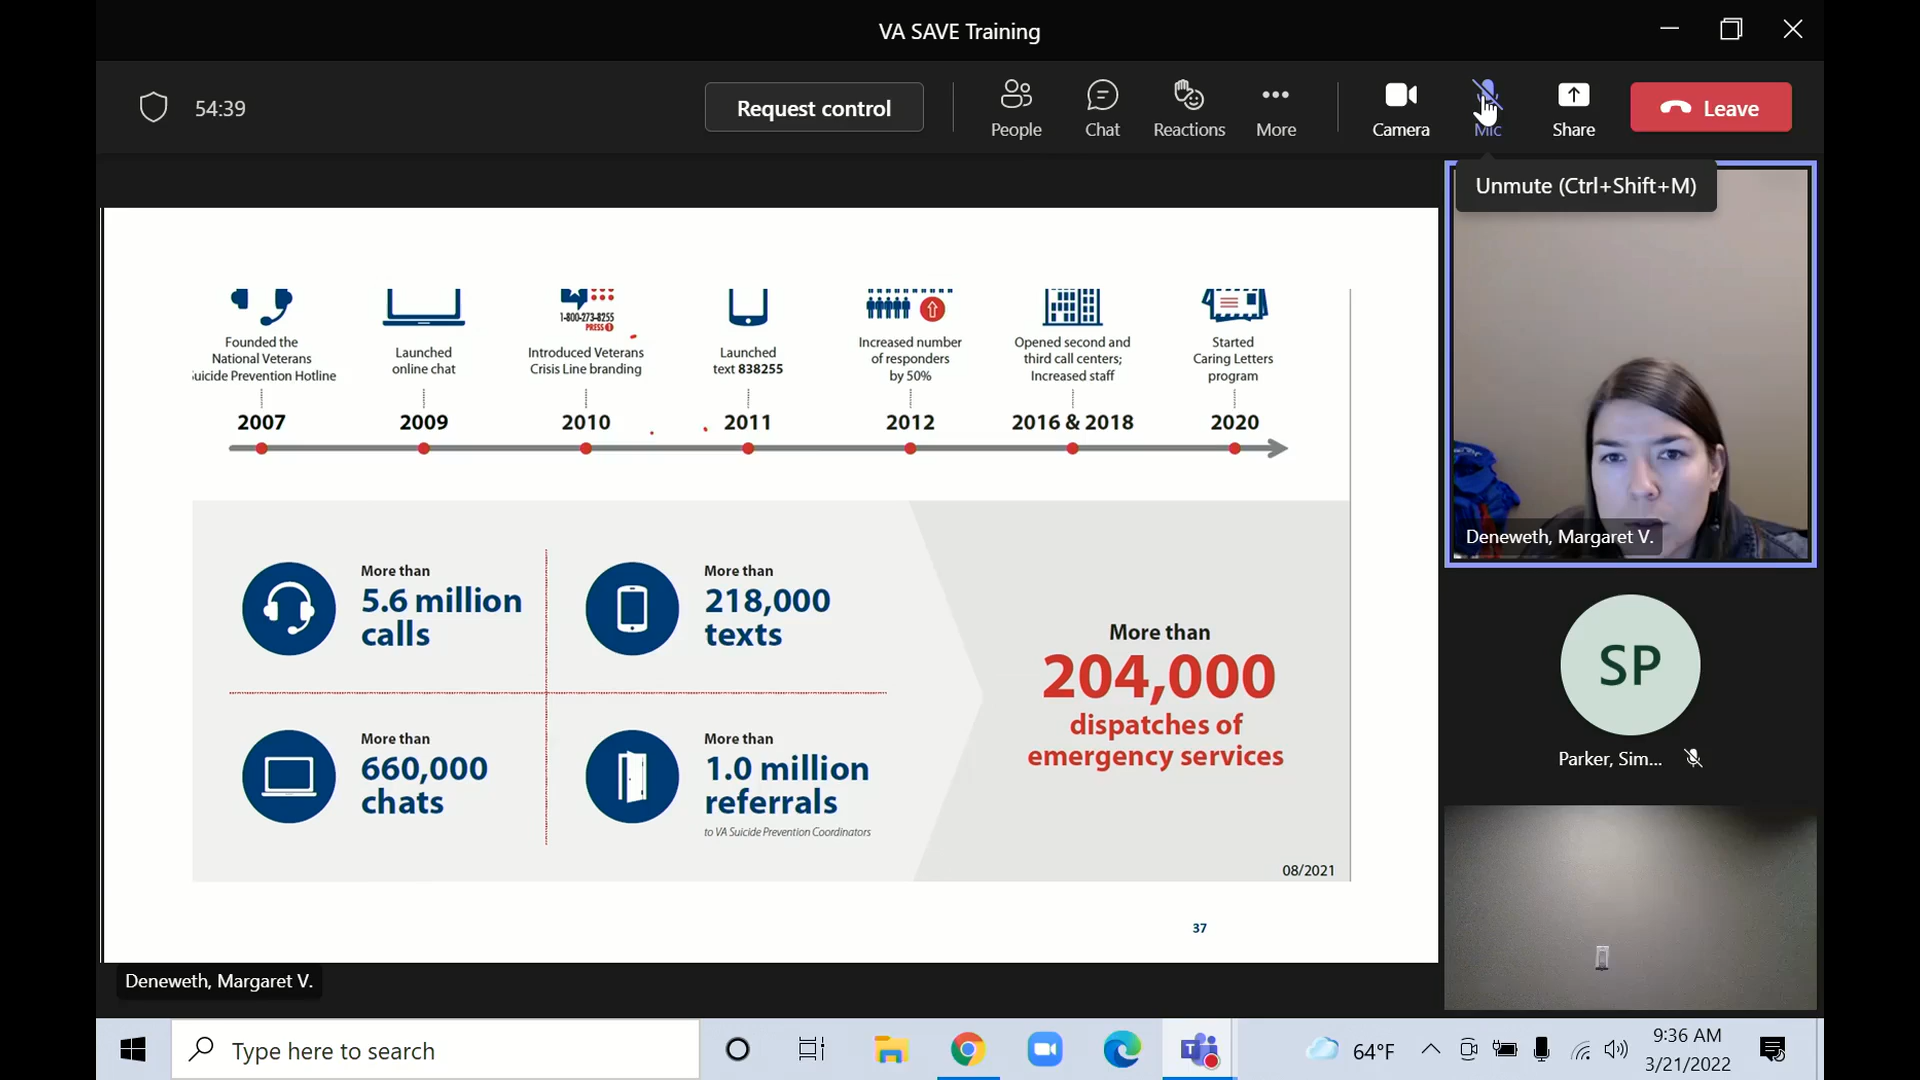 VA SAVE Training
54:39
Request control
People
Chat
Reactions
More
Camera
Mic
Share
Leave
Unmute (Ctrl+Shift+M)
1-800-273-8255
PRESS 1
Founded the
National Veterans
Suicide Prevention Hotline
Launched
online chat
Introduced Veterans
Crisis Line branding
Launched
text 838255
Increased number
of responders
by 50%
Opened second and
third call centers;
Increased staff
Started
Caring Letters
program
2007
2009
2010
2011
2012
2016 & 2018
2020
More than
5.6 million
calls
More than
218,000
texts
More than
660,000
chats
More than
1.0 million
referrals
to VA Suicide Prevention Coordinators
More than
204,000
dispatches of
emergency services
08/2021
37
Deneweth, Margaret V.
SP
Parker, Sim...
Deneweth, Margaret V.
Type here to search
64°F
9:36 AM
3/21/2022